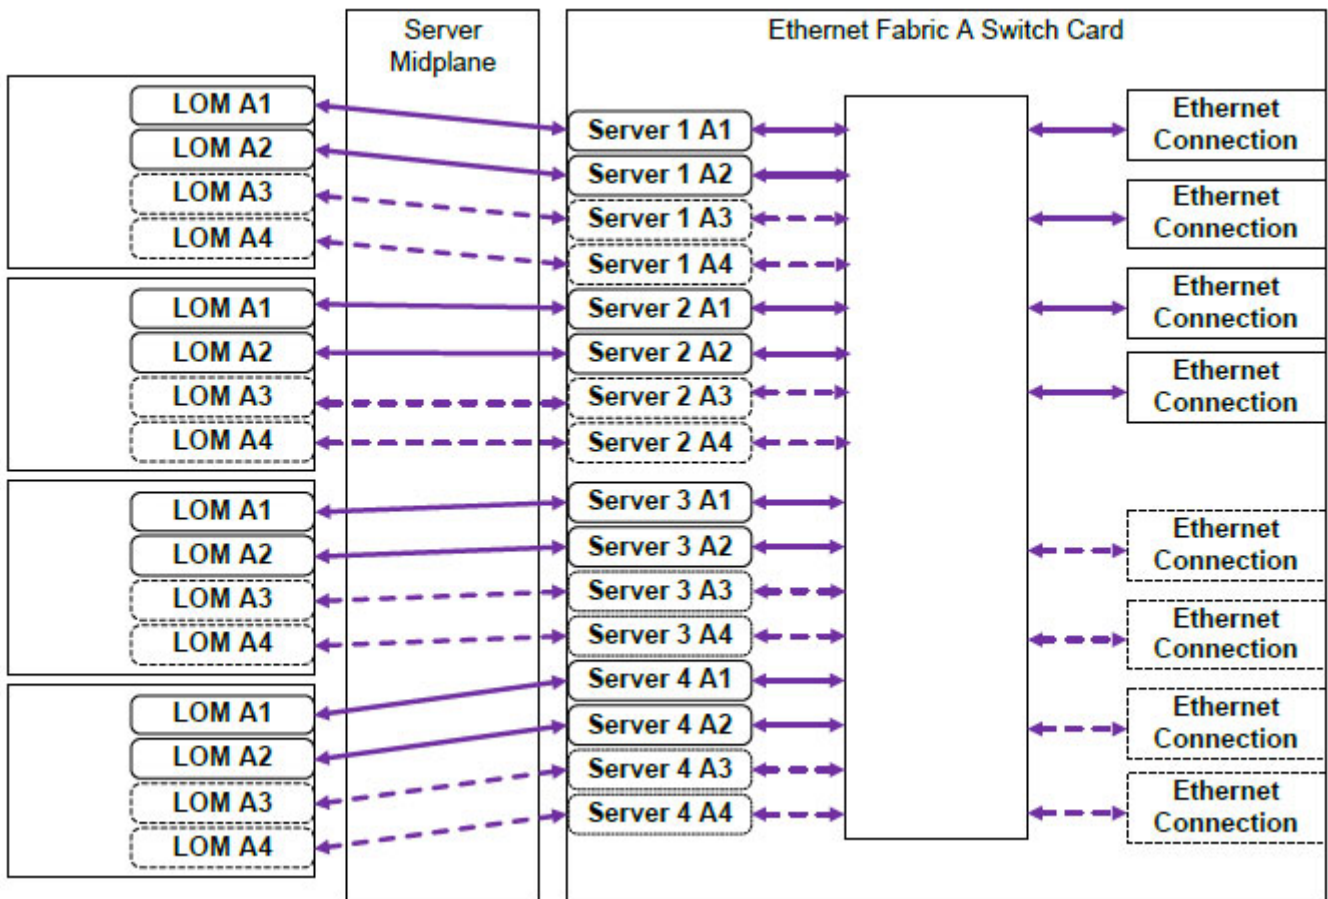 Server
Midplane
Ethernet Fabric A Switch Card
LOM A1
LOM A2
LOM A3
LOM A4
LOM A1
LOM A2
LOM A3
LOM A4
LOM A1
LOM A2
LOM A3
LOM A4
LOM A1
LOM A2
LOM A3
LOM A4
Server 1 A1
Server 1 A2
Server 1 A3
Server 1 A4
Server 2 A1
Server 2 A2
Server 2 A3
Server 2 A4
Server 3 A1
Server 3 A2
Server 3 A3
Server 3 A4
Server 4 A1
Server 4 A2
Server 4 A3
Server 4 A4
Ethernet
Connection
Ethernet
Connection
Ethernet
Connection
Ethernet
Connection
Ethernet
Connection
Ethernet
Connection
Ethernet
Connection
Ethernet
Connection